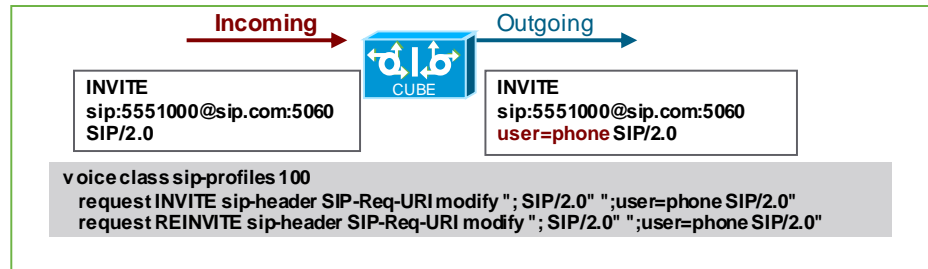 Incoming
Outgoing
CUBE
INVITE
sip:5551000@sip.com:5060
SIP/2.0
INVITE
sip:5551000@sip.com:5060
user=phone SIP/2.0
voice class sip-profiles 100
request INVITE sip-header SIP-Req-URI modify "; SIP/2.0" ";user=phone SIP/2.0"
request REINVITE sip-header SIP-Req-URI modify "; SIP/2.0" ";user=phone SIP/2.0"